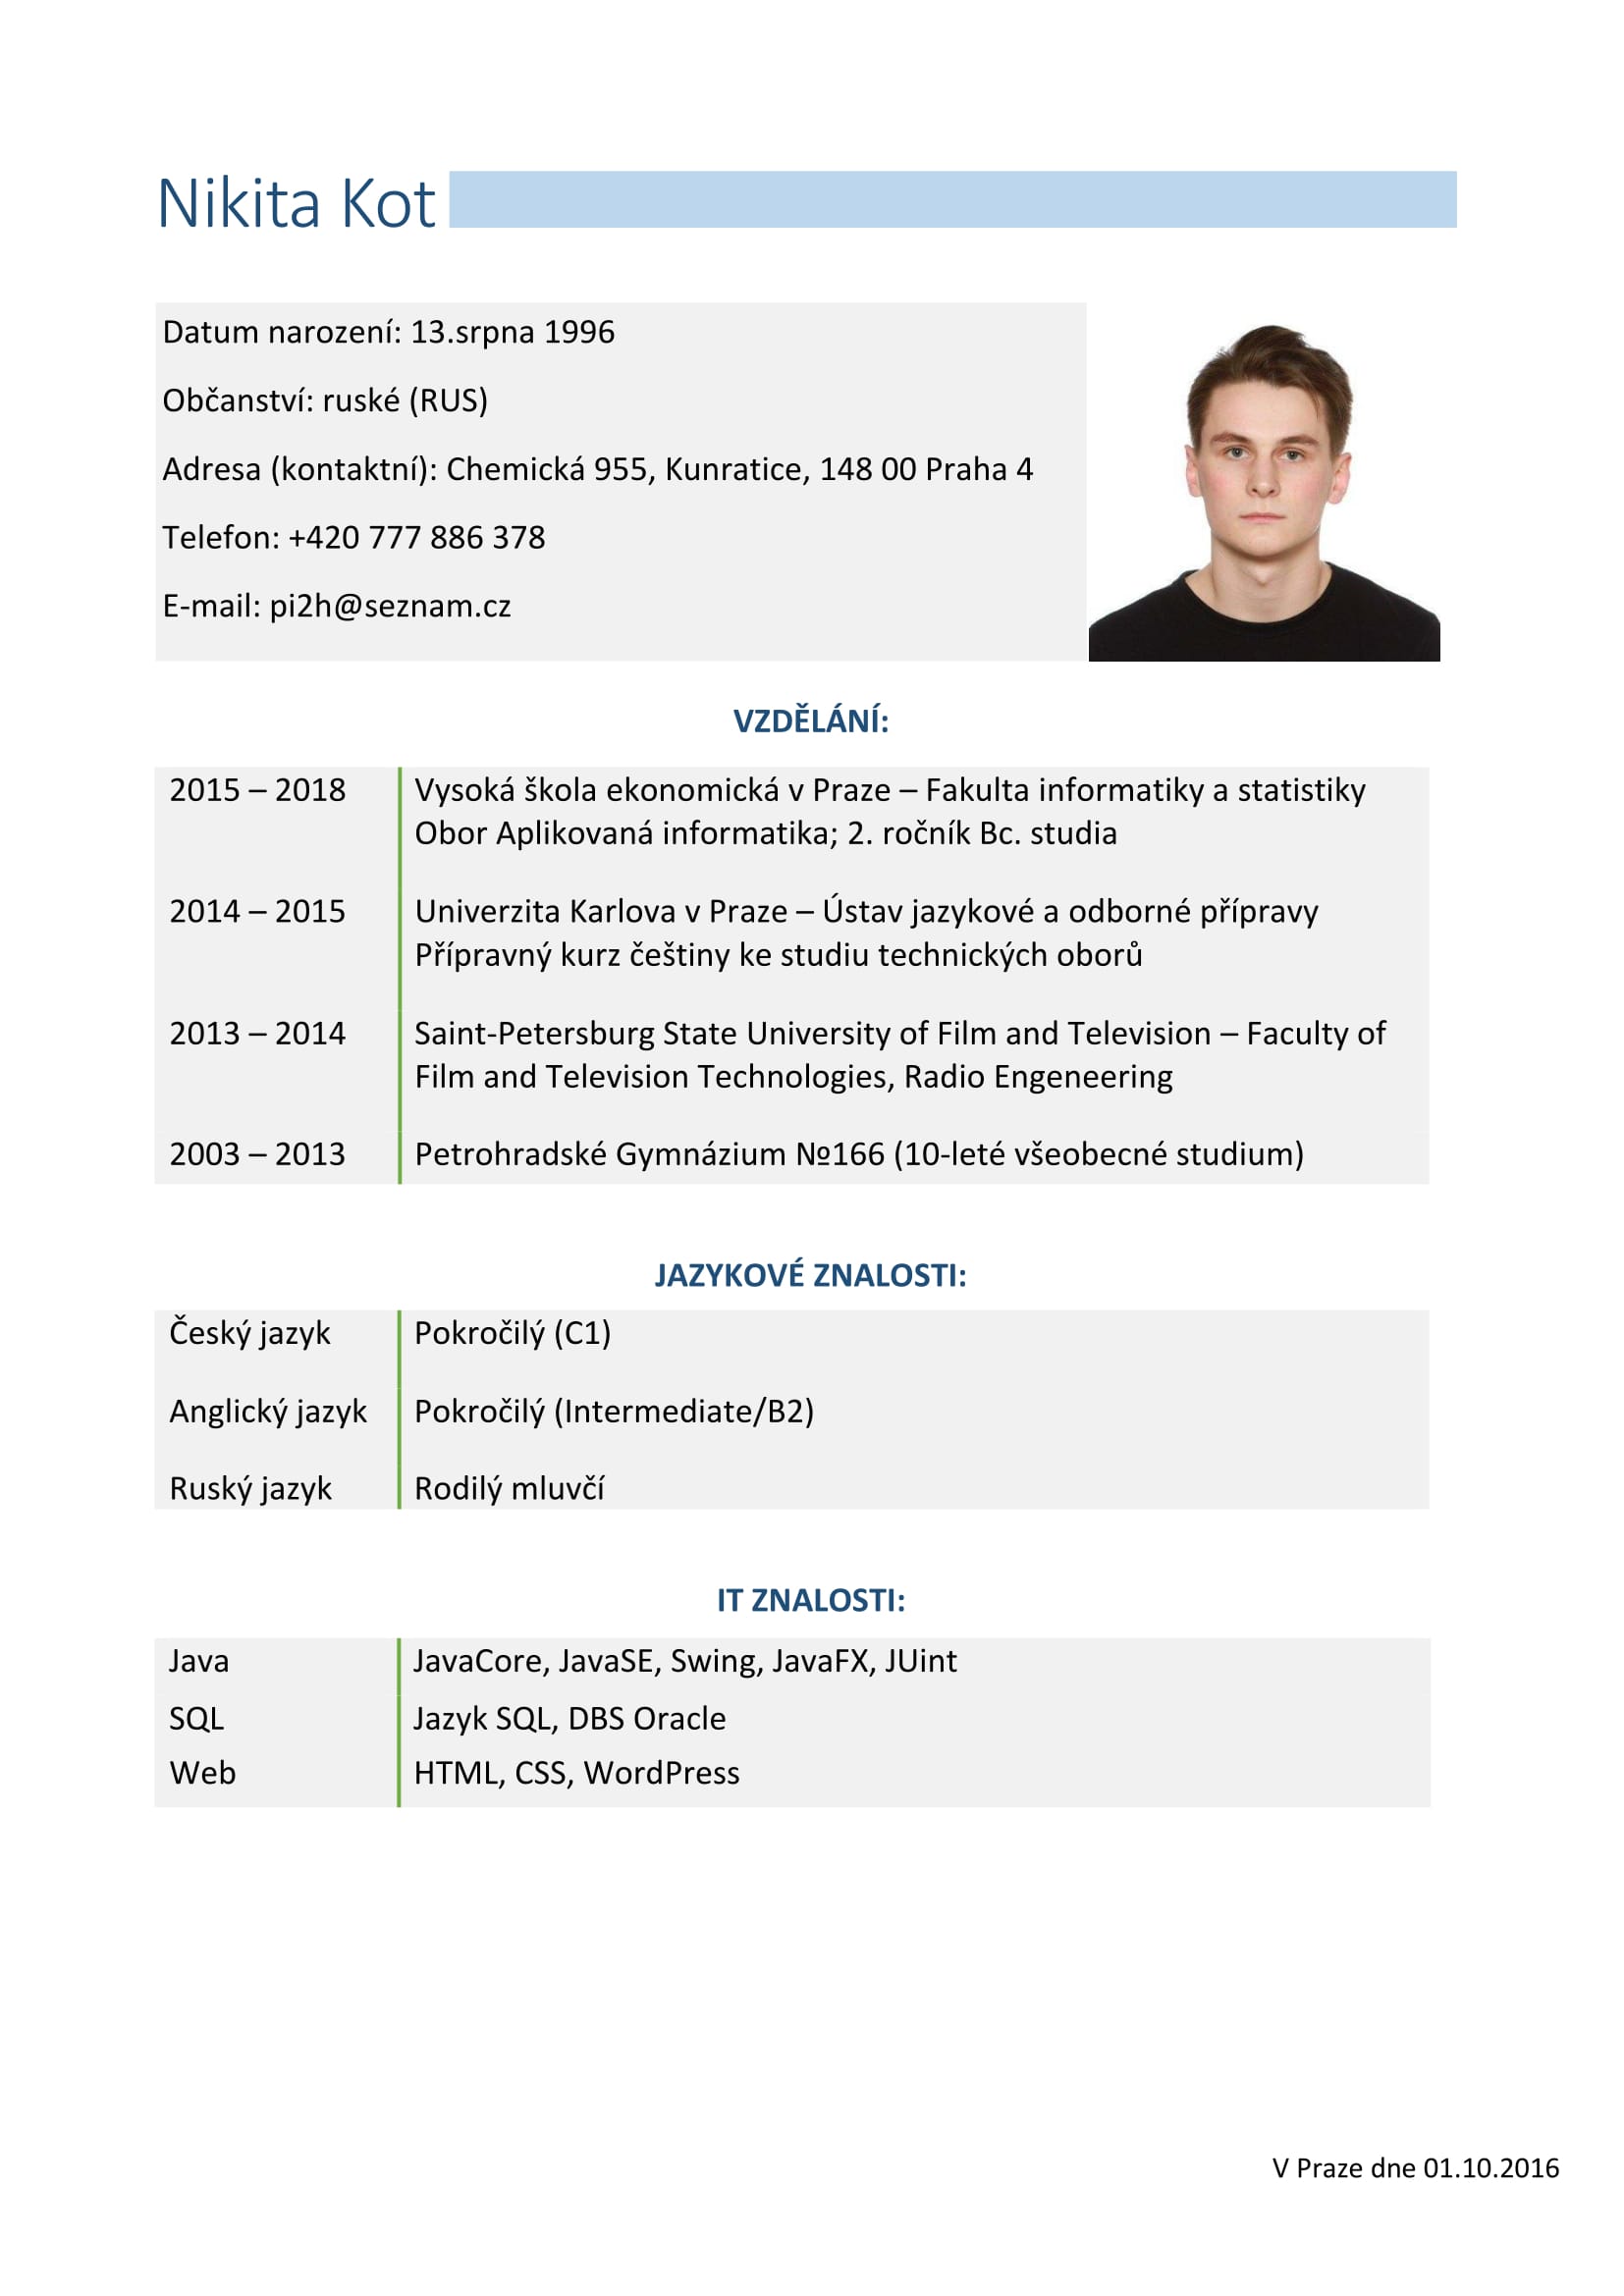 Nikita Kot
Datum narození: 13.srpna 1996
Občanství: ruské (RUS)
Adresa (kontaktní): Chemická 955, Kunratice, 148 00 Praha 4
Telefon: +420 777 886 378
E-mail: pi2h@seznam.cz
VZDĚLÁNÍ:
2015 – 2018 Vysoká škola ekonomická v Praze – Fakulta informatiky a statistiky
Obor Aplikovaná informatika; 2. ročník Bc. studia
2014 – 2015 Univerzita Karlova v Praze – Ústav jazykové a odborné přípravy
Přípravný kurz češtiny ke studiu technických oborů
2013 – 2014 Saint-Petersburg State University of Film and Television – Faculty of
Film and Television Technologies, Radio Engeneering
2003 – 2013 Petrohradské Gymnázium №166 (10-leté všeobecné studium)
JAZYKOVÉ ZNALOSTI:
Český jazyk Pokročilý (C1)
Anglický jazyk Pokročilý (Intermediate/B2)
Ruský jazyk Rodilý mluvčí
IT ZNALOSTI:
Java JavaCore, JavaSE, Swing, JavaFX, JUint
SQL Jazyk SQL, DBS Oracle
Web HTML, CSS, WordPress
V Praze dne 01.10.2016